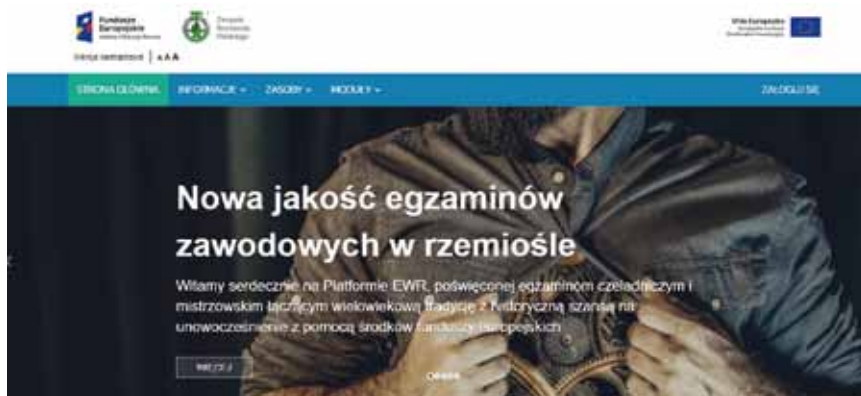 Fundusze
Europejskie
Związek
Rzemiosła
Polskiego
Unia Europejska
Wersja kontrastowa | A A A
STRONA GŁÓWNA INFORMACJE ZASOBY MODUŁY ZALOGUJ SIĘ
Nowa jakość egzaminów
zawodowych w rzemiośle
Witamy serdecznie na Platformie EWR, poświęconej egzaminom czeladniczym i
mistrzowskim łączącym wielowiekową tradycję z historyczną szansą na
unowocześnienie z pomocą środków funduszy europejskich
WIĘCEJ